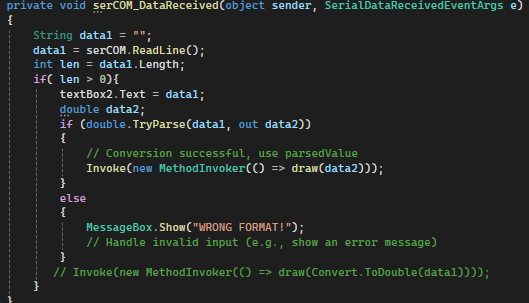 private void serCOM_DataReceived(object sender, SerialDataReceivedEventArgs e)
{
String data1 = "";
data1 = serCOM.ReadLine();
int len = data1.Length;
if( len > 0){
textBox2.Text = data1;
double data2;
if (double.TryParse(data1, out data2))
{
// Conversion successful, use parsedValue
Invoke(new MethodInvoker(() => draw(data2)));
}
else
{
MessageBox.Show("WRONG FORMAT!");
// Handle invalid input (e.g., show an error message)
}
// Invoke(new MethodInvoker(() => draw(Convert.ToDouble(data1))));
}
}